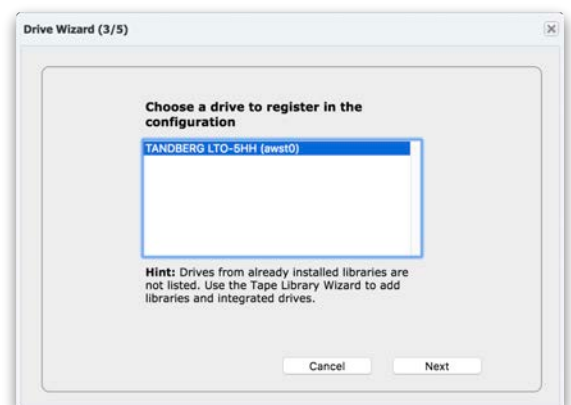 Drive Wizard (3/5)
Choose a drive to register in the
configuration
TANDBERG LTO-5HH (awst0)
Hint: Drives from already installed libraries are
not listed. Use the Tape Library Wizard to add
libraries and integrated drives.
Cancel
Next